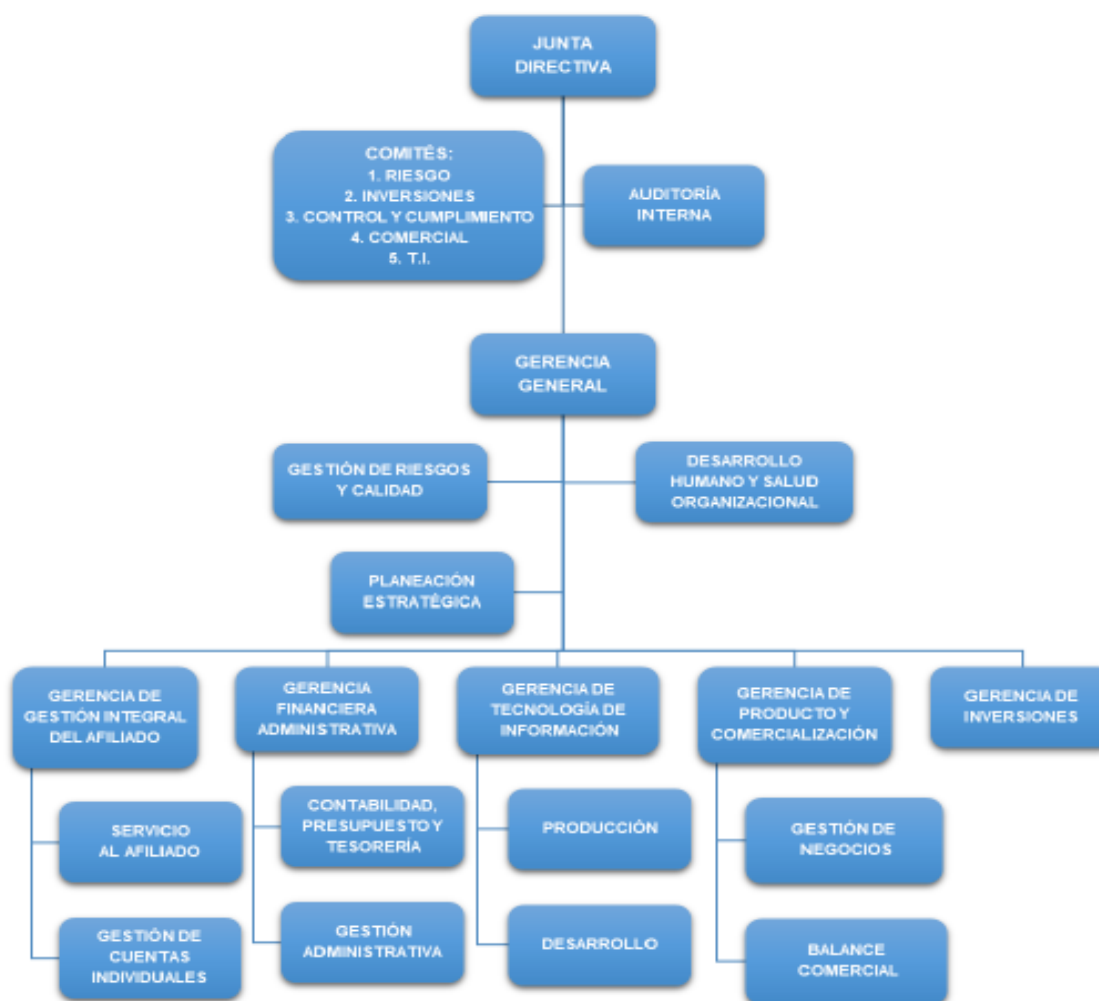 JUNTA
DIRECTIVA
COMITÉS:
1. RIESGO
2. INVERSIONES
3. CONTROL Y CUMPLIMIENTO
4. COMERCIAL
5. T.I.
AUDITORÍA
INTERNA
GERENCIA
GENERAL
GESTIÓN DE RIESGOS
Y CALIDAD
DESARROLLO
HUMANO Y SALUD
ORGANIZACIONAL
PLANEACIÓN
ESTRATÉGICA
GERENCIA DE
GESTIÓN INTEGRAL
DEL AFILIADO
GERENCIA
FINANCIERA
ADMINISTRATIVA
GERENCIA DE
TECNOLOGÍA DE
INFORMACIÓN
GERENCIA DE
PRODUCTO Y
COMERCIALIZACIÓN
GERENCIA DE
INVERSIONES
SERVICIO
AL AFILIADO
CONTABILIDAD,
PRESUPUESTO Y
TESORERÍA
PRODUCCIÓN
GESTIÓN DE
NEGOCIOS
GESTIÓN DE
CUENTAS
INDIVIDUALES
GESTIÓN
ADMINISTRATIVA
DESARROLLO
BALANCE
COMERCIAL